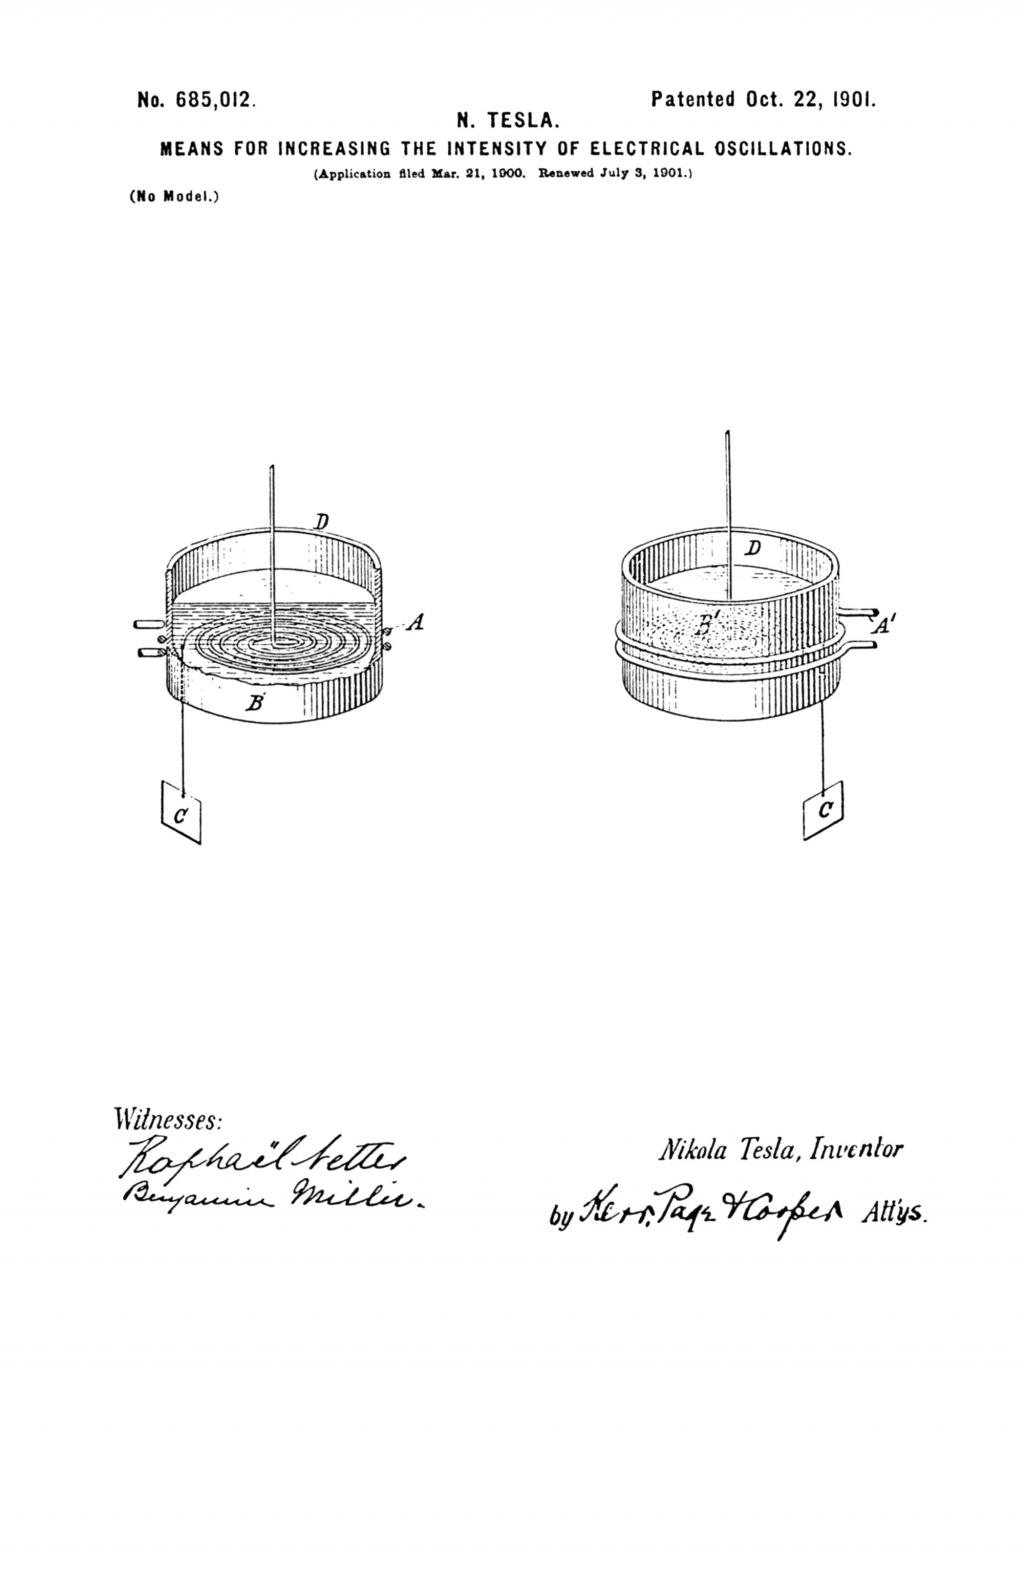 No. 685,012. Patented Oct. 22, 1901.
N. TESLA.
MEANS FOR INCREASING THE INTENSITY OF ELECTRICAL OSCILLATIONS.
(Application filed Mar. 21, 1900. Renewed July 3, 1901.)
(No Model.)
D
D
A
B'
A'
B
C
C
Witnesses:
Raphaël Netter
Benjamin Miller.
Nikola Tesla, Inventor
by Kerr, Page & Cooper Att'ys.